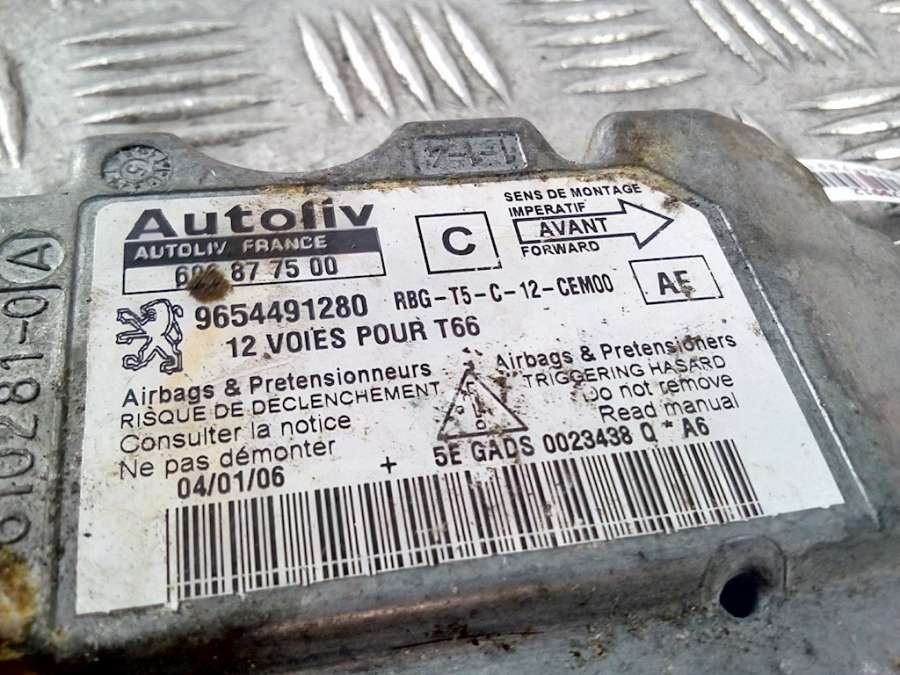 Autoliv
AUTOLIV FRANCE
87 75 00
C
SENS DE MONTAGE
IMPERATIF
AVANT
FORWARD
9654491280
RBG-T5-C-12-CEM00
AE
12 VOIES POUR T66
Airbags & Pretensionneurs
RISQUE DE DECLENCHEMENT
Consulter la notice
Ne pas démonter
04/01/06
Airbags & Pretensioners
TRIGGERING HASARD
Do not remove
Read manual
+ 5E GADS 0023438 Q * A6
610281-0 A